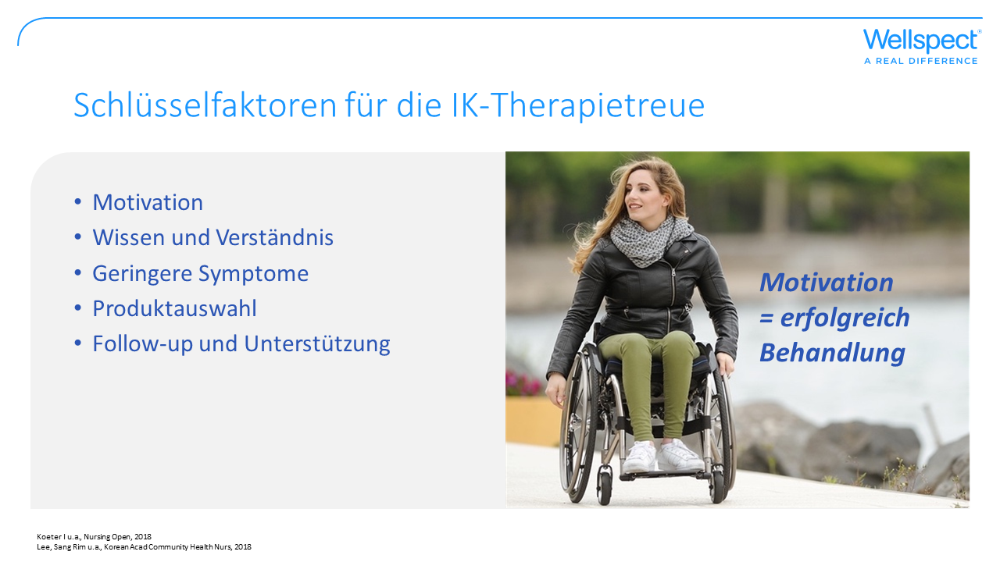 Wellspect®
A REAL DIFFERENCE
Schlüsselfaktoren für die IK-Therapietreue
• Motivation
• Wissen und Verständnis
• Geringere Symptome
• Produktauswahl
• Follow-up und Unterstützung
Motivation
= erfolgreich
Behandlung
Koeter I u.a., Nursing Open, 2018
Lee, Sang Rim u.a., Korean Acad Community Health Nurs, 2018